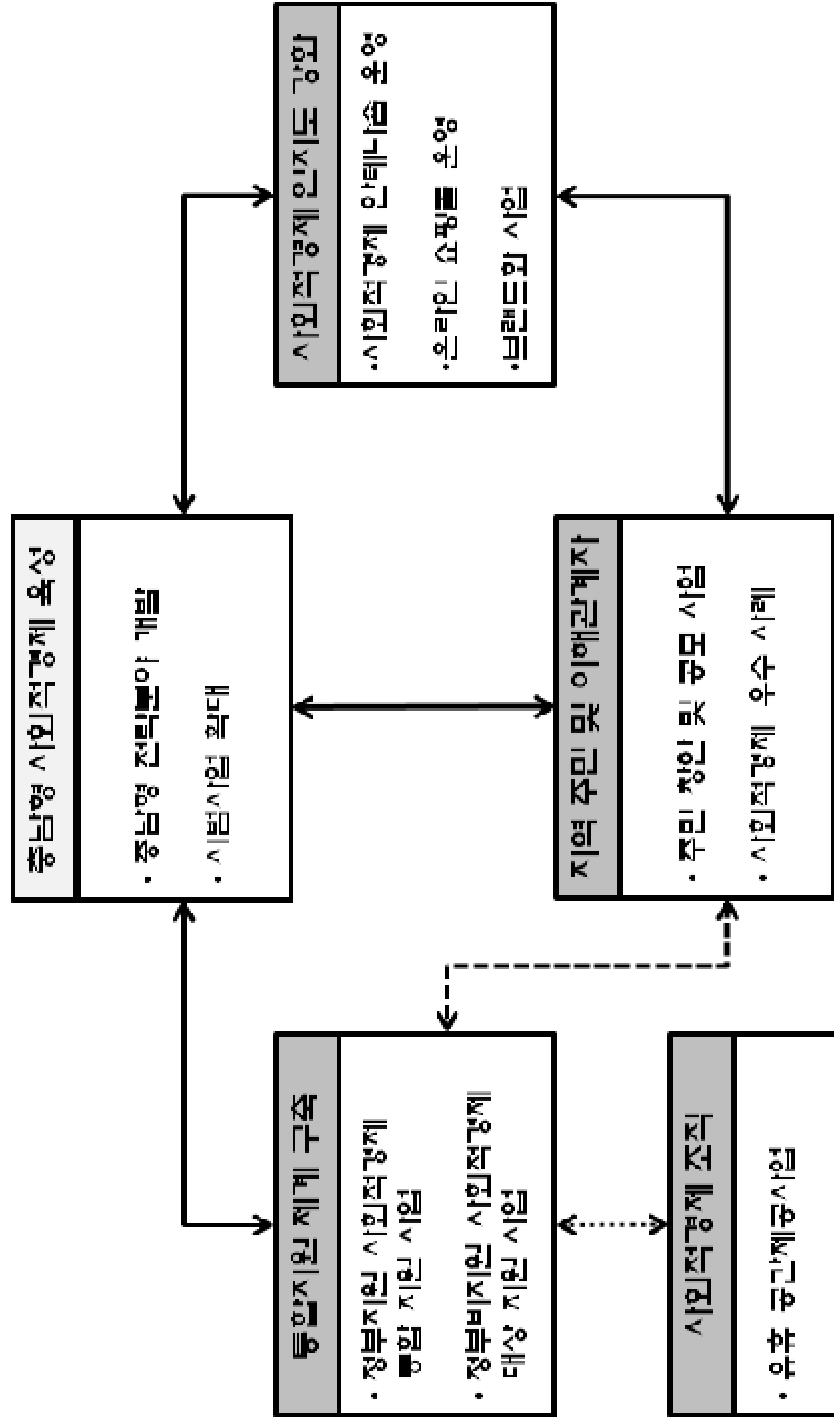 충남형 사회적경제 육성
· 충남형 전략분야 개발
· 시범사업 확대
통합지원 체계 구축
· 정부지원 사회적경제
통합 지원 사업
· 정부비지원 사회적경제
대상 지원 사업
사회적경제 인지도 강화
·사회적경제 안테나숍 운영
·온라인 쇼핑몰 운영
·브랜드화 사업
지역 주민 및 이해관계자
· 주민 창안 및 공모 사업
· 사회적경제 우수 사례
사회적경제 조직
· 유휴 공간제공사업